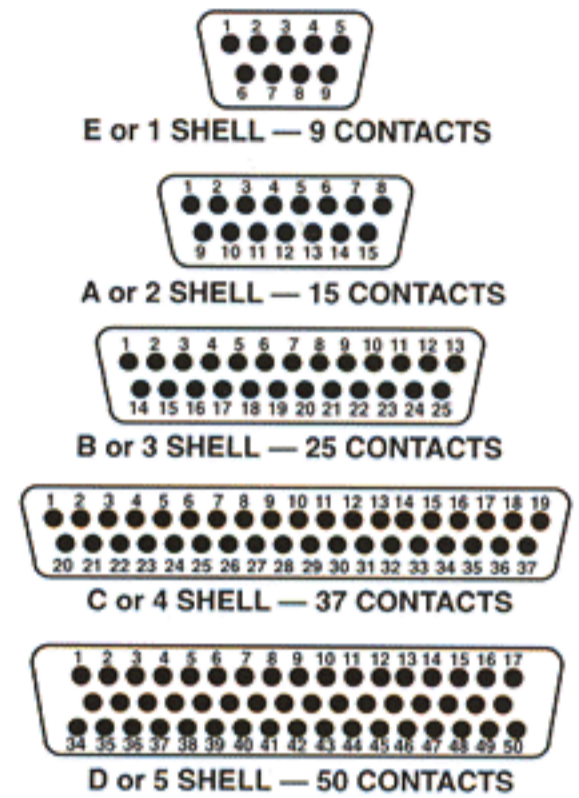 1 2 3 4 5
6 7 8 9
E or 1 SHELL — 9 CONTACTS
1 2 3 4 5 6 7 8
9 10 11 12 13 14 15
A or 2 SHELL — 15 CONTACTS
1 2 3 4 5 6 7 8 9 10 11 12 13
14 15 16 17 18 19 20 21 22 23 24 25
B or 3 SHELL — 25 CONTACTS
1 2 3 4 5 6 7 8 9 10 11 12 13 14 15 16 17 18 19
20 21 22 23 24 25 26 27 28 29 30 31 32 33 34 35 36 37
C or 4 SHELL — 37 CONTACTS
1 2 3 4 5 6 7 8 9 10 11 12 13 14 15 16 17
34 35 36 37 38 39 40 41 42 43 44 45 46 47 48 49 50
D or 5 SHELL — 50 CONTACTS